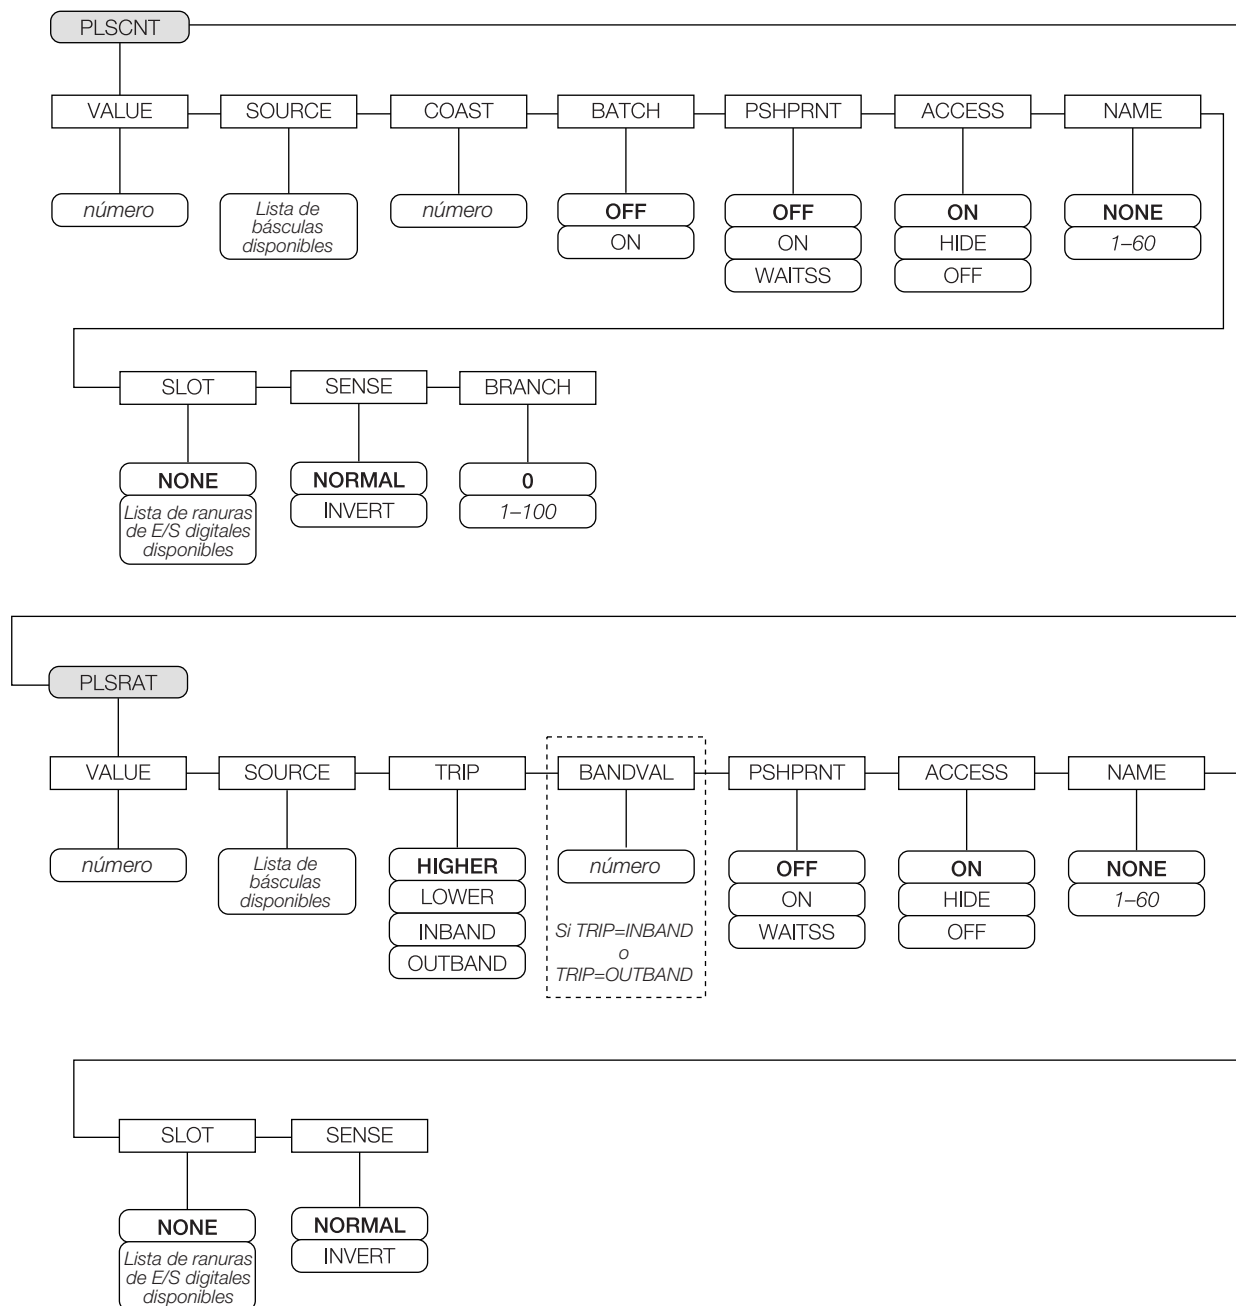 PLSCNT
VALUE
SOURCE
COAST
BATCH
PSHPRNT
ACCESS
NAME
número
Lista de
básculas
disponibles
número
OFF
ON
OFF
ON
WAITSS
ON
HIDE
OFF
NONE
1–60
SLOT
SENSE
BRANCH
NONE
Lista de ranuras
de E/S digitales
disponibles
NORMAL
INVERT
0
1–100
PLSRAT
VALUE
SOURCE
TRIP
BANDVAL
PSHPRNT
ACCESS
NAME
número
Lista de
básculas
disponibles
HIGHER
LOWER
INBAND
OUTBAND
número
Si TRIP=INBAND
o
TRIP=OUTBAND
OFF
ON
WAITSS
ON
HIDE
OFF
NONE
1–60
SLOT
SENSE
NONE
Lista de ranuras
de E/S digitales
disponibles
NORMAL
INVERT